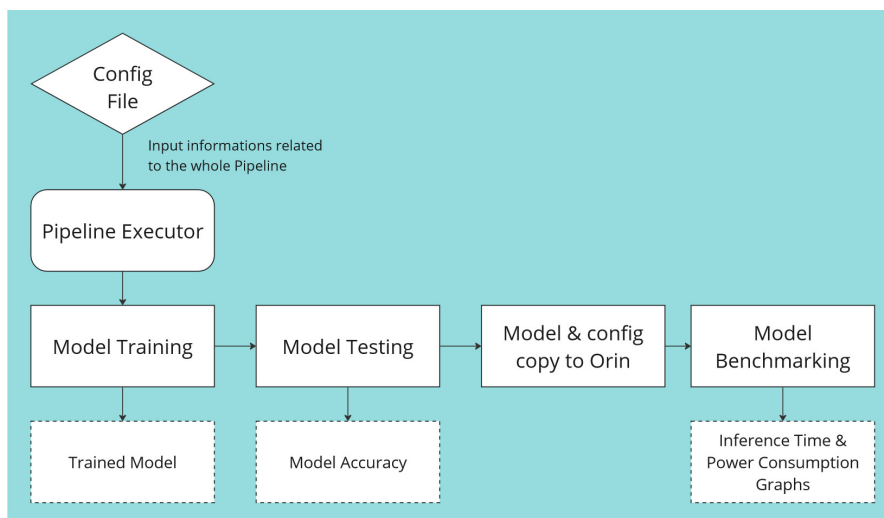 Config
File
Input informations related
to the whole Pipeline
Pipeline Executor
Model Training
Model Testing
Model & config
copy to Orin
Model
Benchmarking
Trained Model
Model Accuracy
Inference Time &
Power Consumption
Graphs